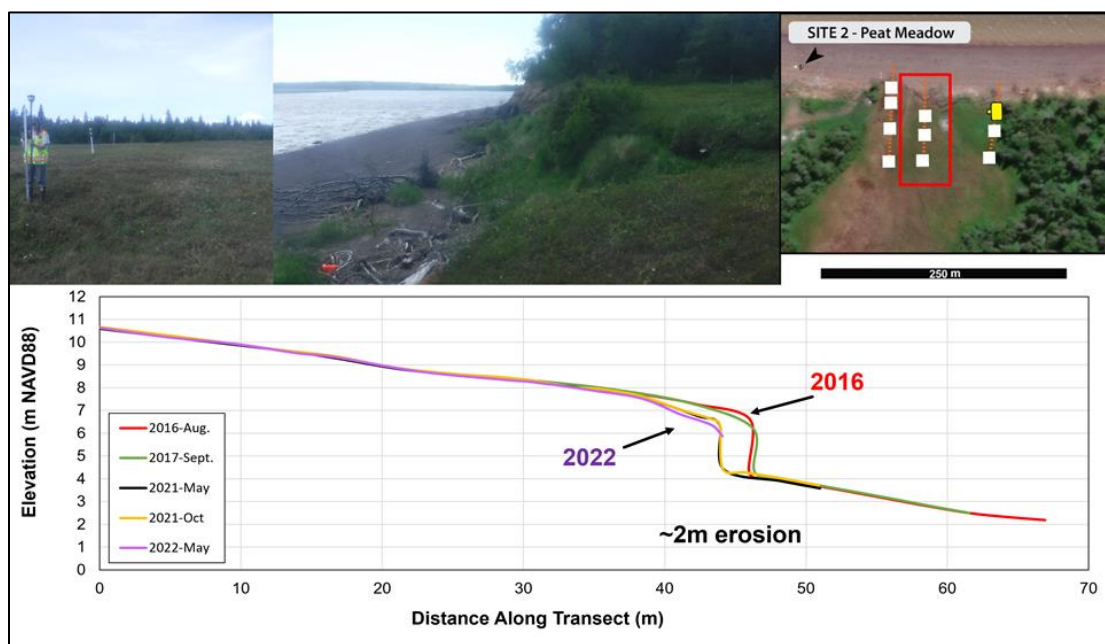 SITE 2 - Peat Meadow
250 m
12
11
10
9
8
7
6
5
4
3
2
1
0
Elevation (m NAVD88)
2016
2022
~2m erosion
2016-Aug.
2017-Sept.
2021-May
2021-Oct
2022-May
0 10 20 30 40 50 60 70
Distance Along Transect (m)